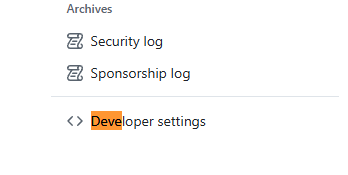 Archives
Security log
Sponsorship log
Developer settings